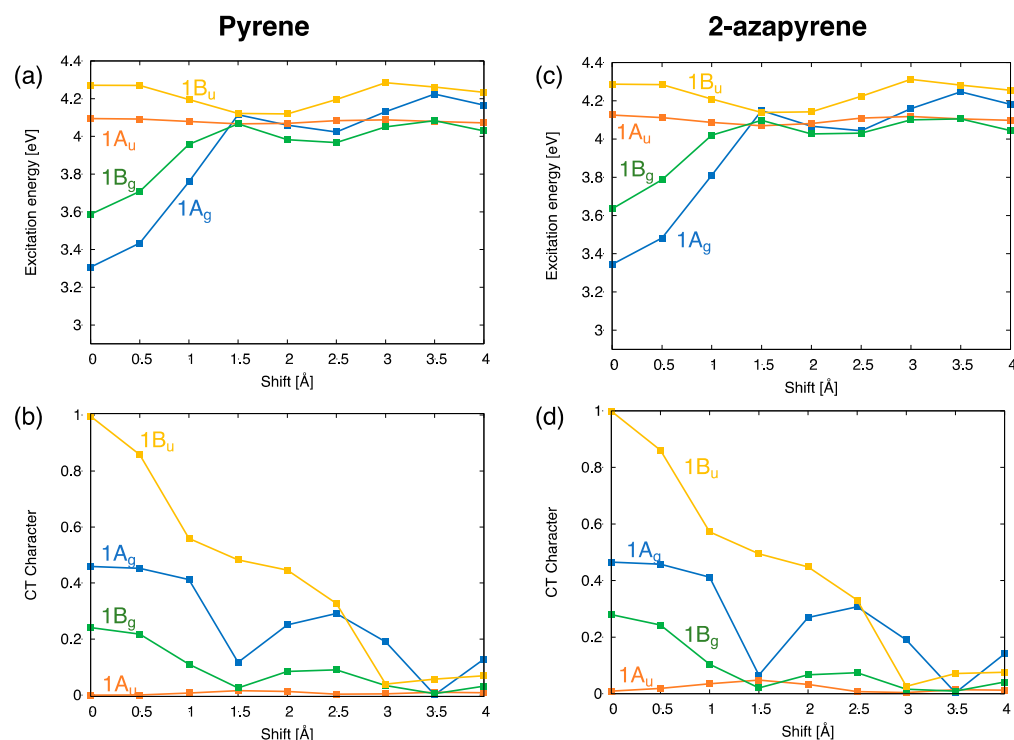 Pyrene
2-azapyrene
(a)
4.4
4.2
4
3.8
3.6
3.4
3.2
3
Excitation energy [eV]
1Bu
1Au
1Bg
1Ag
0 0.5 1 1.5 2 2.5 3 3.5 4
Shift [Å]
(c)
4.4
4.2
4
3.8
3.6
3.4
3.2
3
Excitation energy [eV]
1Bu
1Au
1Bg
1Ag
0 0.5 1 1.5 2 2.5 3 3.5 4
Shift [Å]
(b)
1
0.8
0.6
0.4
0.2
0
CT Character
1Bu
1Ag
1Bg
1Au
0 0.5 1 1.5 2 2.5 3 3.5 4
Shift [Å]
(d)
1
0.8
0.6
0.4
0.2
0
CT Character
1Bu
1Ag
1Bg
1Au
0 0.5 1 1.5 2 2.5 3 3.5 4
Shift [Å]